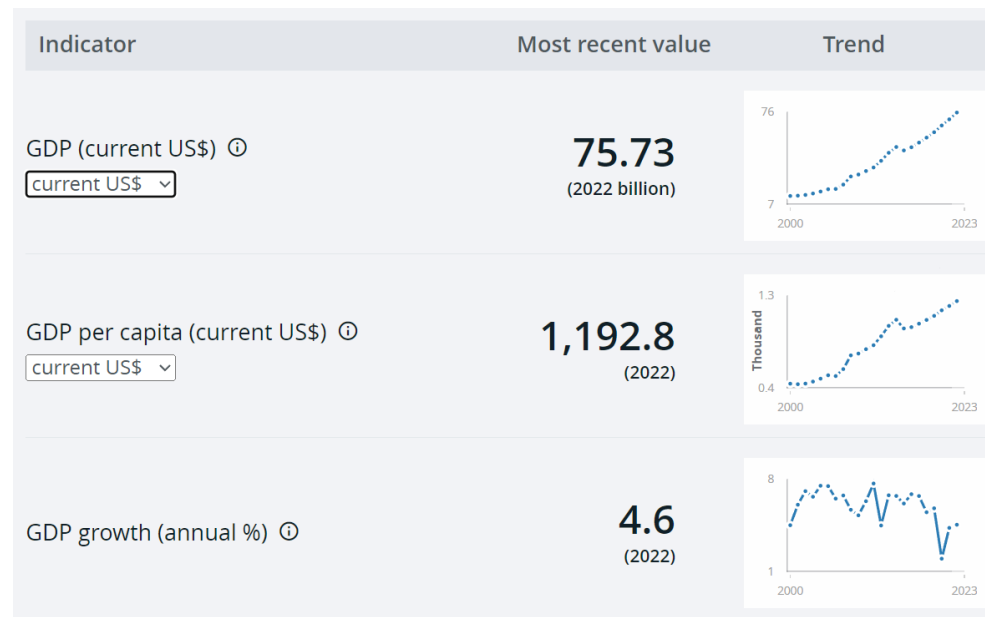 Indicator Most recent value Trend
GDP (current US$)
current US$
75.73
(2022 billion)
76
7
2000 2023
GDP per capita (current US$)
current US$
1,192.8
(2022)
Thousand
1.3
0.4
2000 2023
GDP growth (annual %)
4.6
(2022)
8
1
2000 2023